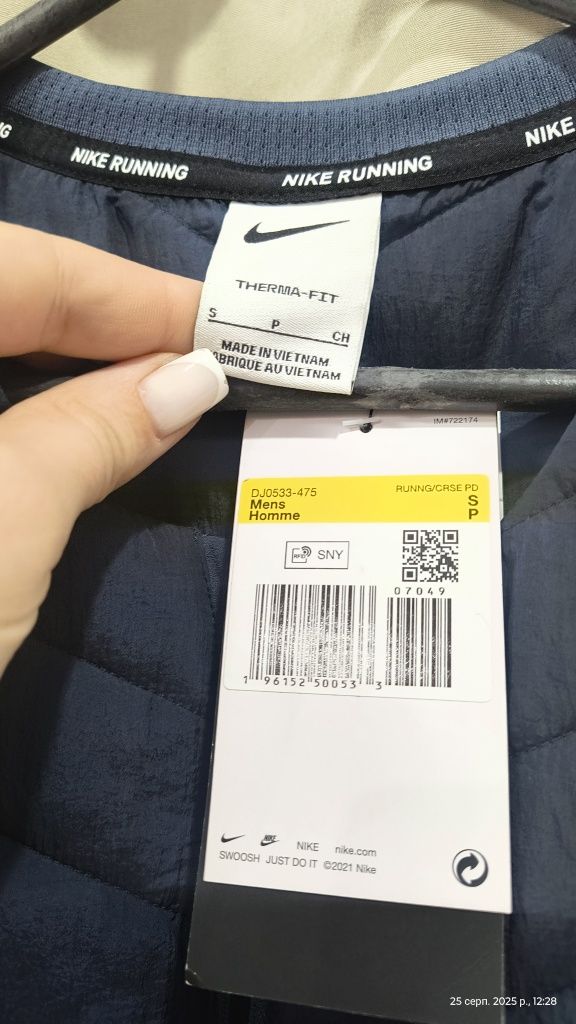 NIKE RUNNING
NIKE RUNNING
NIKE
THERMA-FIT
S P CH
MADE IN VIETNAM
FABRIQUE AU VIETNAM
IM#722174
DJ0533-475 RUNNG/CRSE PD
Mens S
Homme P
RFID SNY
07049
1 96152 50053 3
NIKE nike.com
SWOOSH JUST DO IT ©2021 Nike
25 серп. 2025 р., 12:28